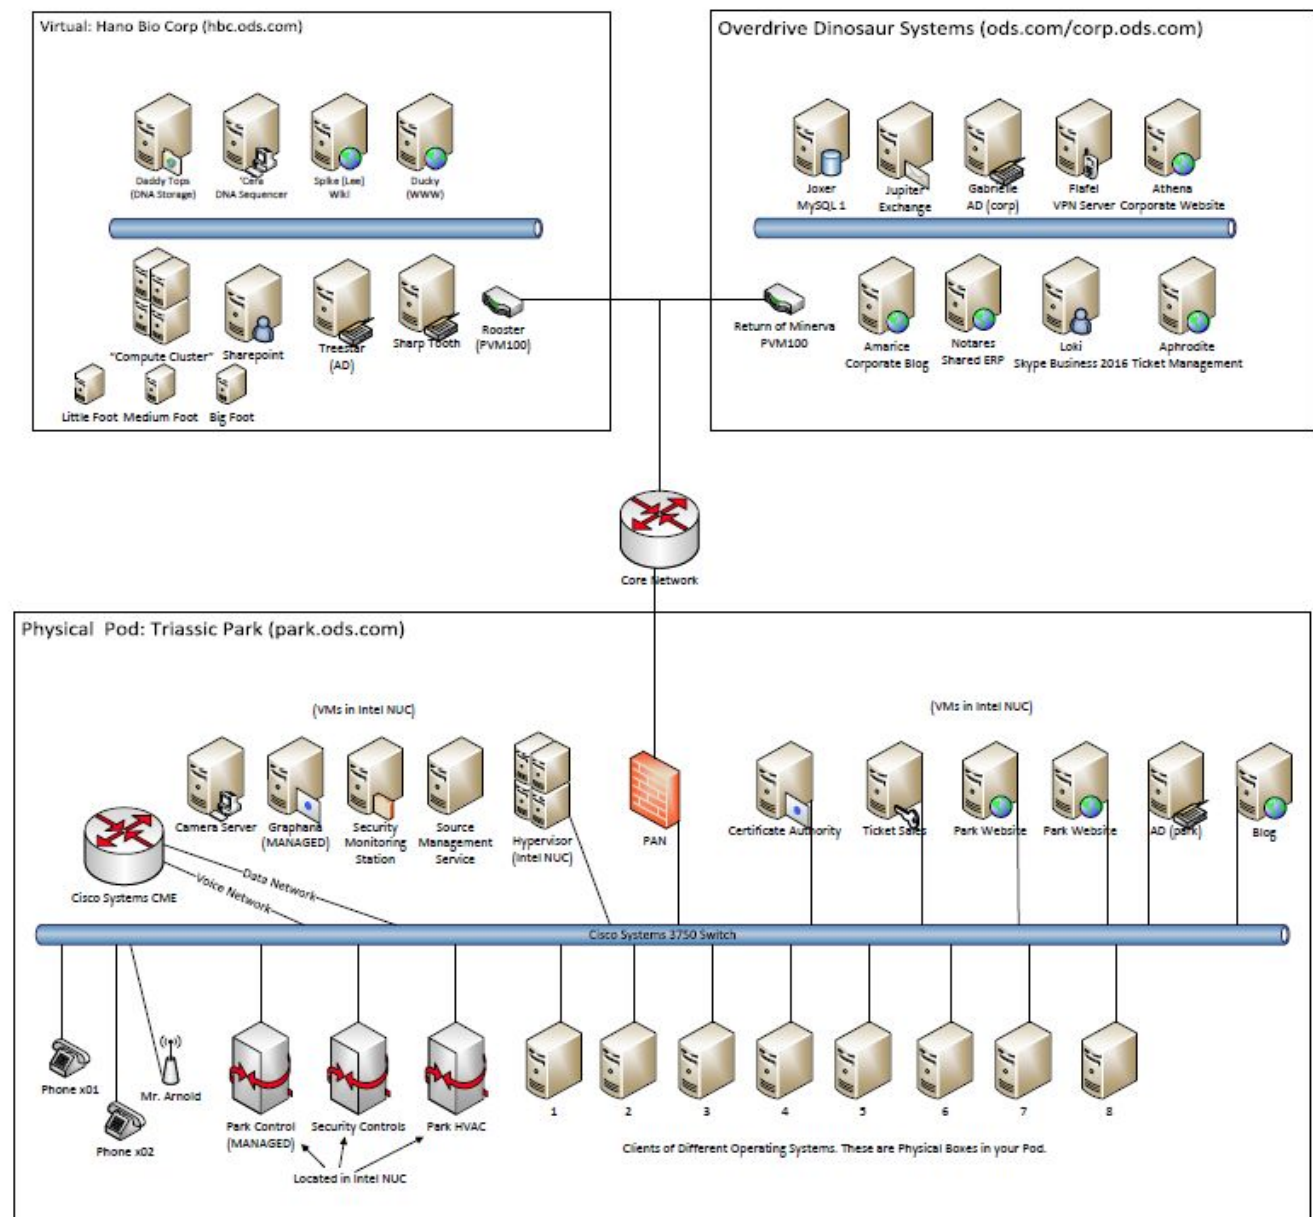 Virtual: Hano Bio Corp (hbc.ods.com)
Daddy Tops
(DNA Storage)
'Cera
DNA Sequencer
Spike (Lee)
Wiki
Ducky
(WWW)
"Compute Cluster"
Sharepoint
Treestar
(AD)
Sharp Tooth
Rooster
(PVM100)
Little Foot
Medium Foot
Big Foot
Overdrive Dinosaur Systems (ods.com/corp.ods.com)
Joxer
MySQL 1
Jupiter
Exchange
Gabrielle
AD (corp)
Flafel
VPN Server
Athena
Corporate Website
Return of Minerva
PVM100
Amarice
Corporate Blog
Notares
Shared ERP
Loki
Skype Business 2016
Aphrodite
Ticket Management
Core Network
Physical Pod: Triassic Park (park.ods.com)
(VMs in Intel NUC)
(VMs in Intel NUC)
Camera Server
Graphana
(MANAGED)
Security
Monitoring
Station
Source
Management
Service
Hypervisor
(Intel NUC)
PAN
Certificate Authority
Ticket Sales
Park Website
Park Website
AD (park)
Blog
Cisco Systems CME
Data Network
Voice Network
Cisco Systems 3750 Switch
Phone x01
Phone x02
Mr. Arnold
Park Control
(MANAGED)
Security Controls
Park HVAC
Located in Intel NUC
1
2
3
4
5
6
7
8
Clients of Different Operating Systems. These are Physical Boxes in your Pod.